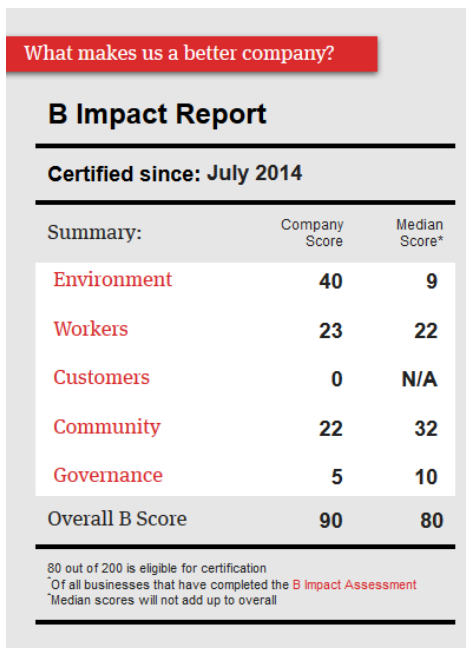 What makes us a better company?
B Impact Report
Certified since: July 2014
Summary: Company Score Median Score*
Environment 40 9
Workers 23 22
Customers 0 N/A
Community 22 32
Governance 5 10
Overall B Score 90 80
80 out of 200 is eligible for certification
*Of all businesses that have completed the B Impact Assessment
*Median scores will not add up to overall